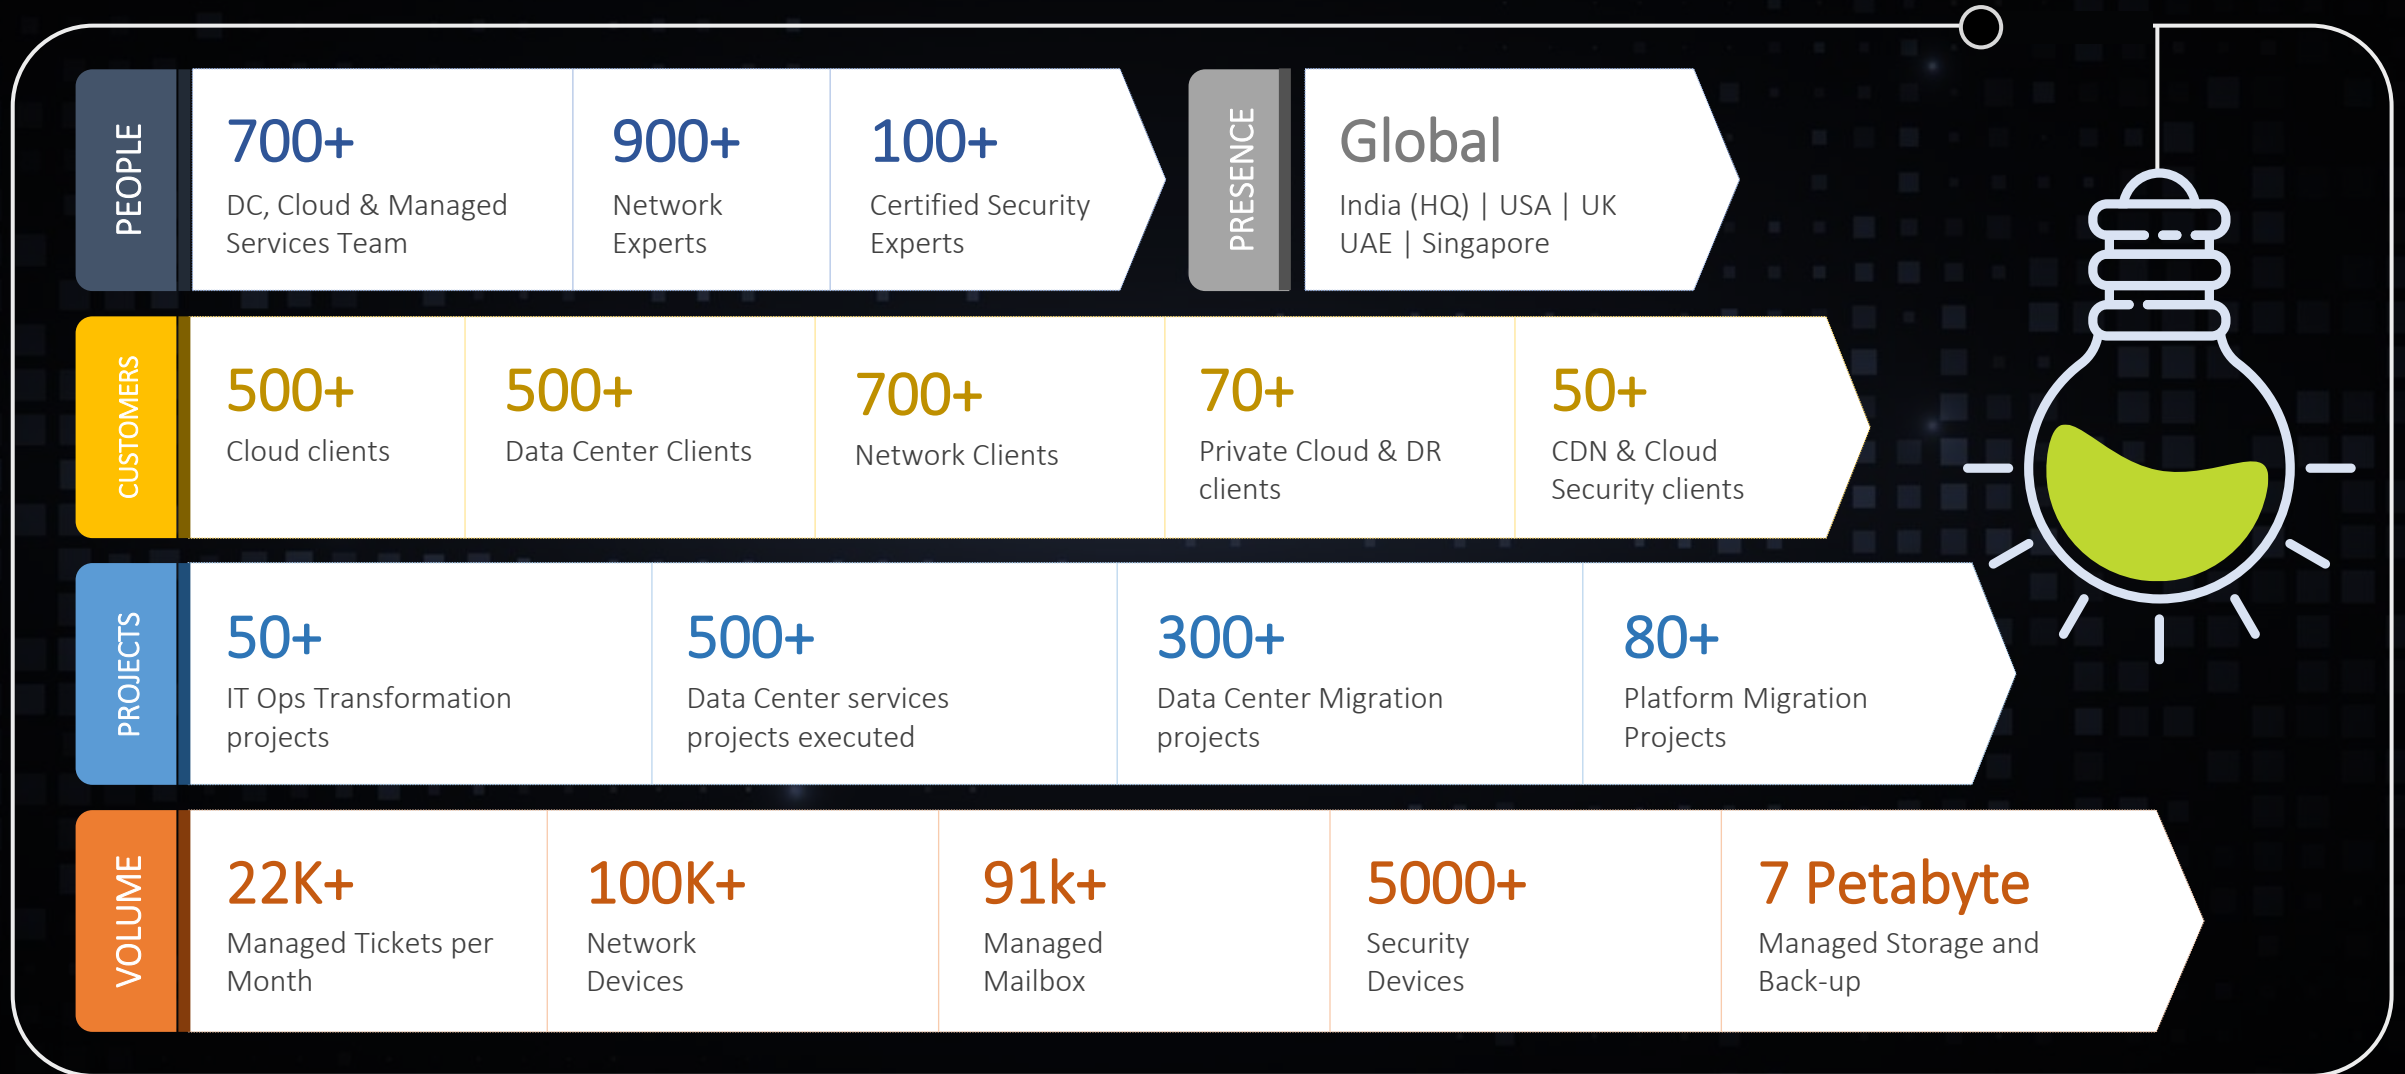 PEOPLE
700+
DC, Cloud & Managed
Services Team
900+
Network
Experts
100+
Certified Security
Experts
PRESENCE
Global
India (HQ) | USA | UK
UAE | Singapore
CUSTOMERS
500+
Cloud clients
500+
Data Center Clients
700+
Network Clients
70+
Private Cloud & DR
clients
50+
CDN & Cloud
Security clients
PROJECTS
50+
IT Ops Transformation
projects
500+
Data Center services
projects executed
300+
Data Center Migration
projects
80+
Platform Migration
Projects
VOLUME
22K+
Managed Tickets per
Month
100K+
Network
Devices
91k+
Managed
Mailbox
5000+
Security
Devices
7 Petabyte
Managed Storage and
Back-up